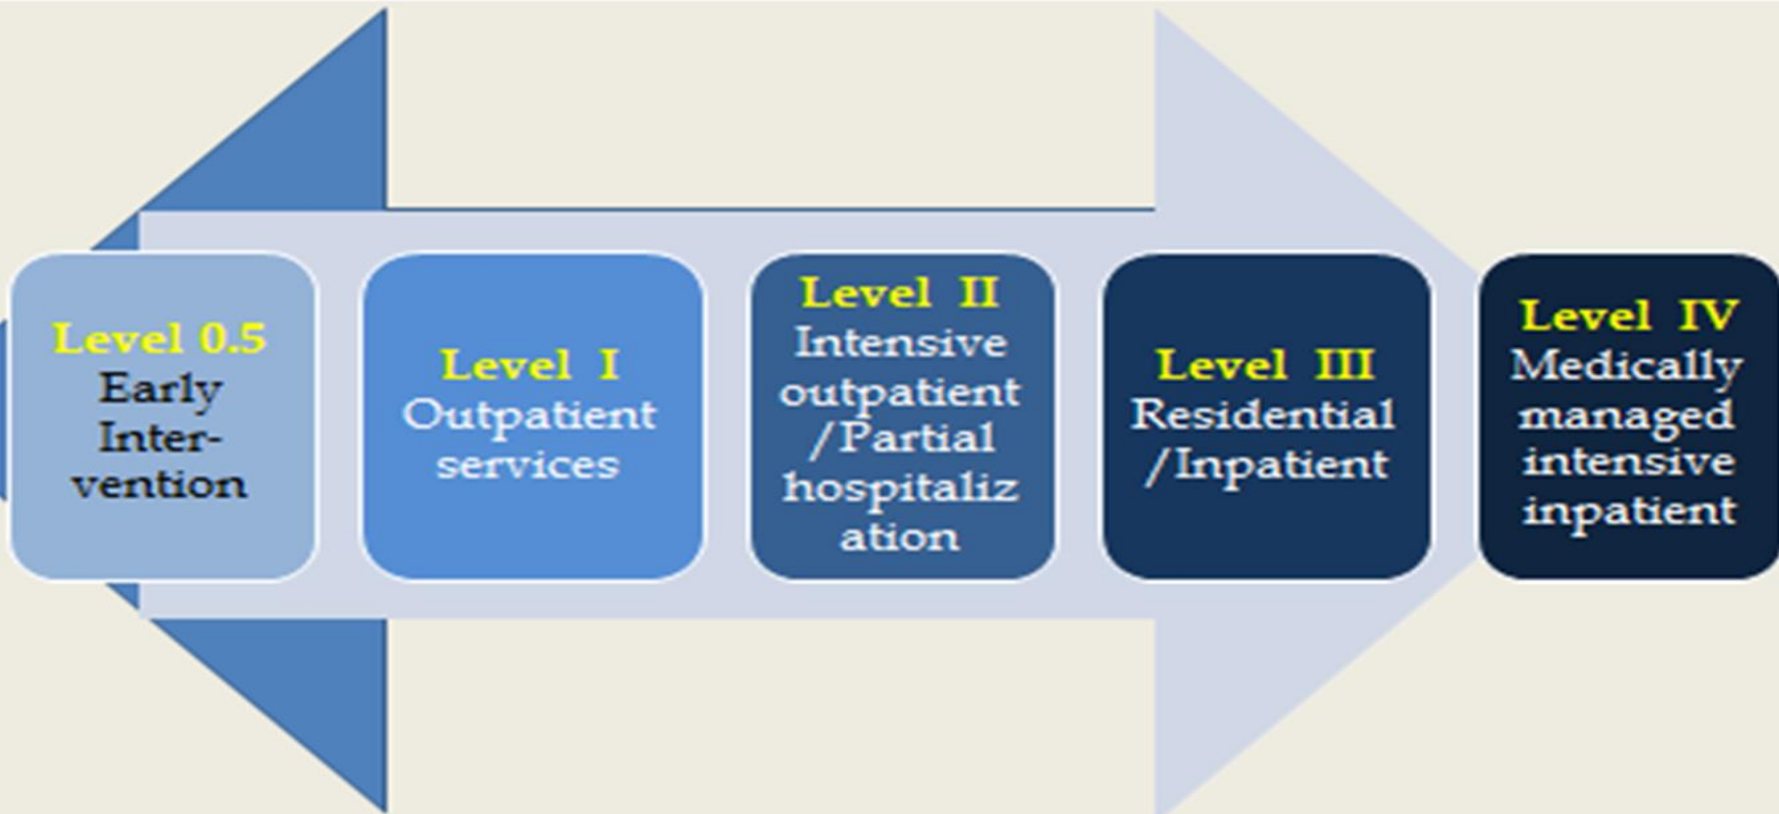 Level 0.5
Early
Inter-
vention
Level I
Outpatient
services
Level II
Intensive
outpatient
/Partial
hospitaliz
ation
Level III
Residential
/Inpatient
Level IV
Medically
managed
intensive
inpatient